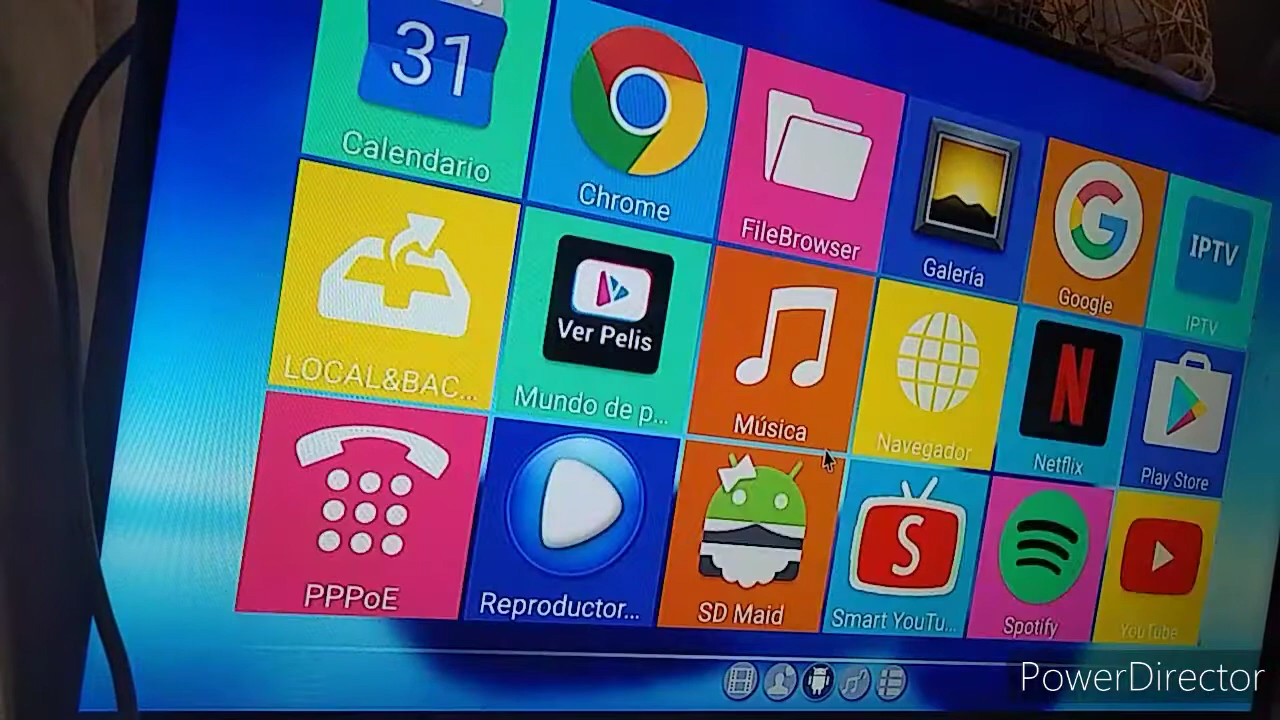 31
Calendario
Chrome
FileBrowser
Galería
Google
IPTV
IPTV
LOCAL&BAC...
Ver Pelis
Mundo de p...
Música
Navegador
N
Netflix
Play Store
PPPoE
Reproductor...
SD Maid
S
Smart YouTu...
Spotify
YouTube
PowerDirector